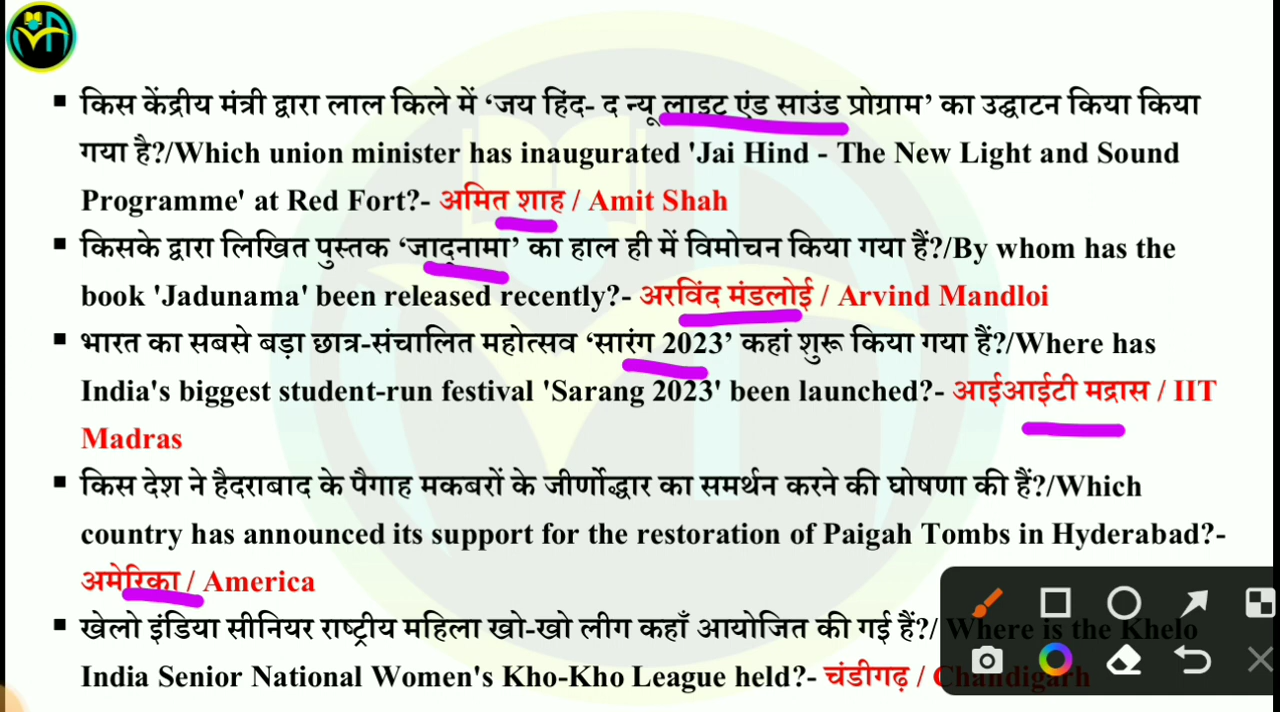 ▪ किस केंद्रीय मंत्री द्वारा लाल किले में ‘जय हिंद- द न्यू लाइट एंड साउंड प्रोग्राम’ का उद्घाटन किया किया
गया है?/Which union minister has inaugurated 'Jai Hind - The New Light and Sound
Programme' at Red Fort?- अमित शाह / Amit Shah
▪ किसके द्वारा लिखित पुस्तक ‘जादूनामा’ का हाल ही में विमोचन किया गया हैं?/By whom has the
book 'Jadunama' been released recently?- अरविंद मंडलोई / Arvind Mandloi
▪ भारत का सबसे बड़ा छात्र-संचालित महोत्सव ‘सारंग 2023’ कहां शुरू किया गया हैं?/Where has
India's biggest student-run festival 'Sarang 2023' been launched?- आईआईटी मद्रास / IIT
Madras
▪ किस देश ने हैदराबाद के पैगाह मकबरों के जीर्णोद्धार का समर्थन करने की घोषणा की हैं?/Which
country has announced its support for the restoration of Paigah Tombs in Hyderabad?-
अमेरिका / America
▪ खेलो इंडिया सीनियर राष्ट्रीय महिला खो-खो लीग कहाँ आयोजित की गई हैं?/ Where is the Khelo
India Senior National Women's Kho-Kho League held?- चंडीगढ़ / Chandigarh